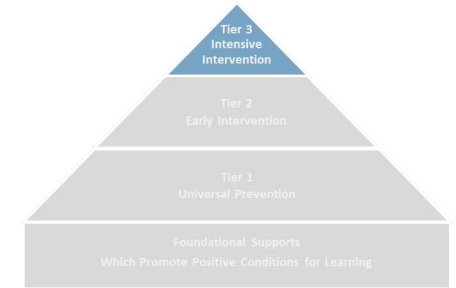 Tier 3
Intensive
Intervention
Tier 2
Early Intervention
Tier 1
Universal Prevention
Foundational Supports
Which Promote Positive Conditions for Learning